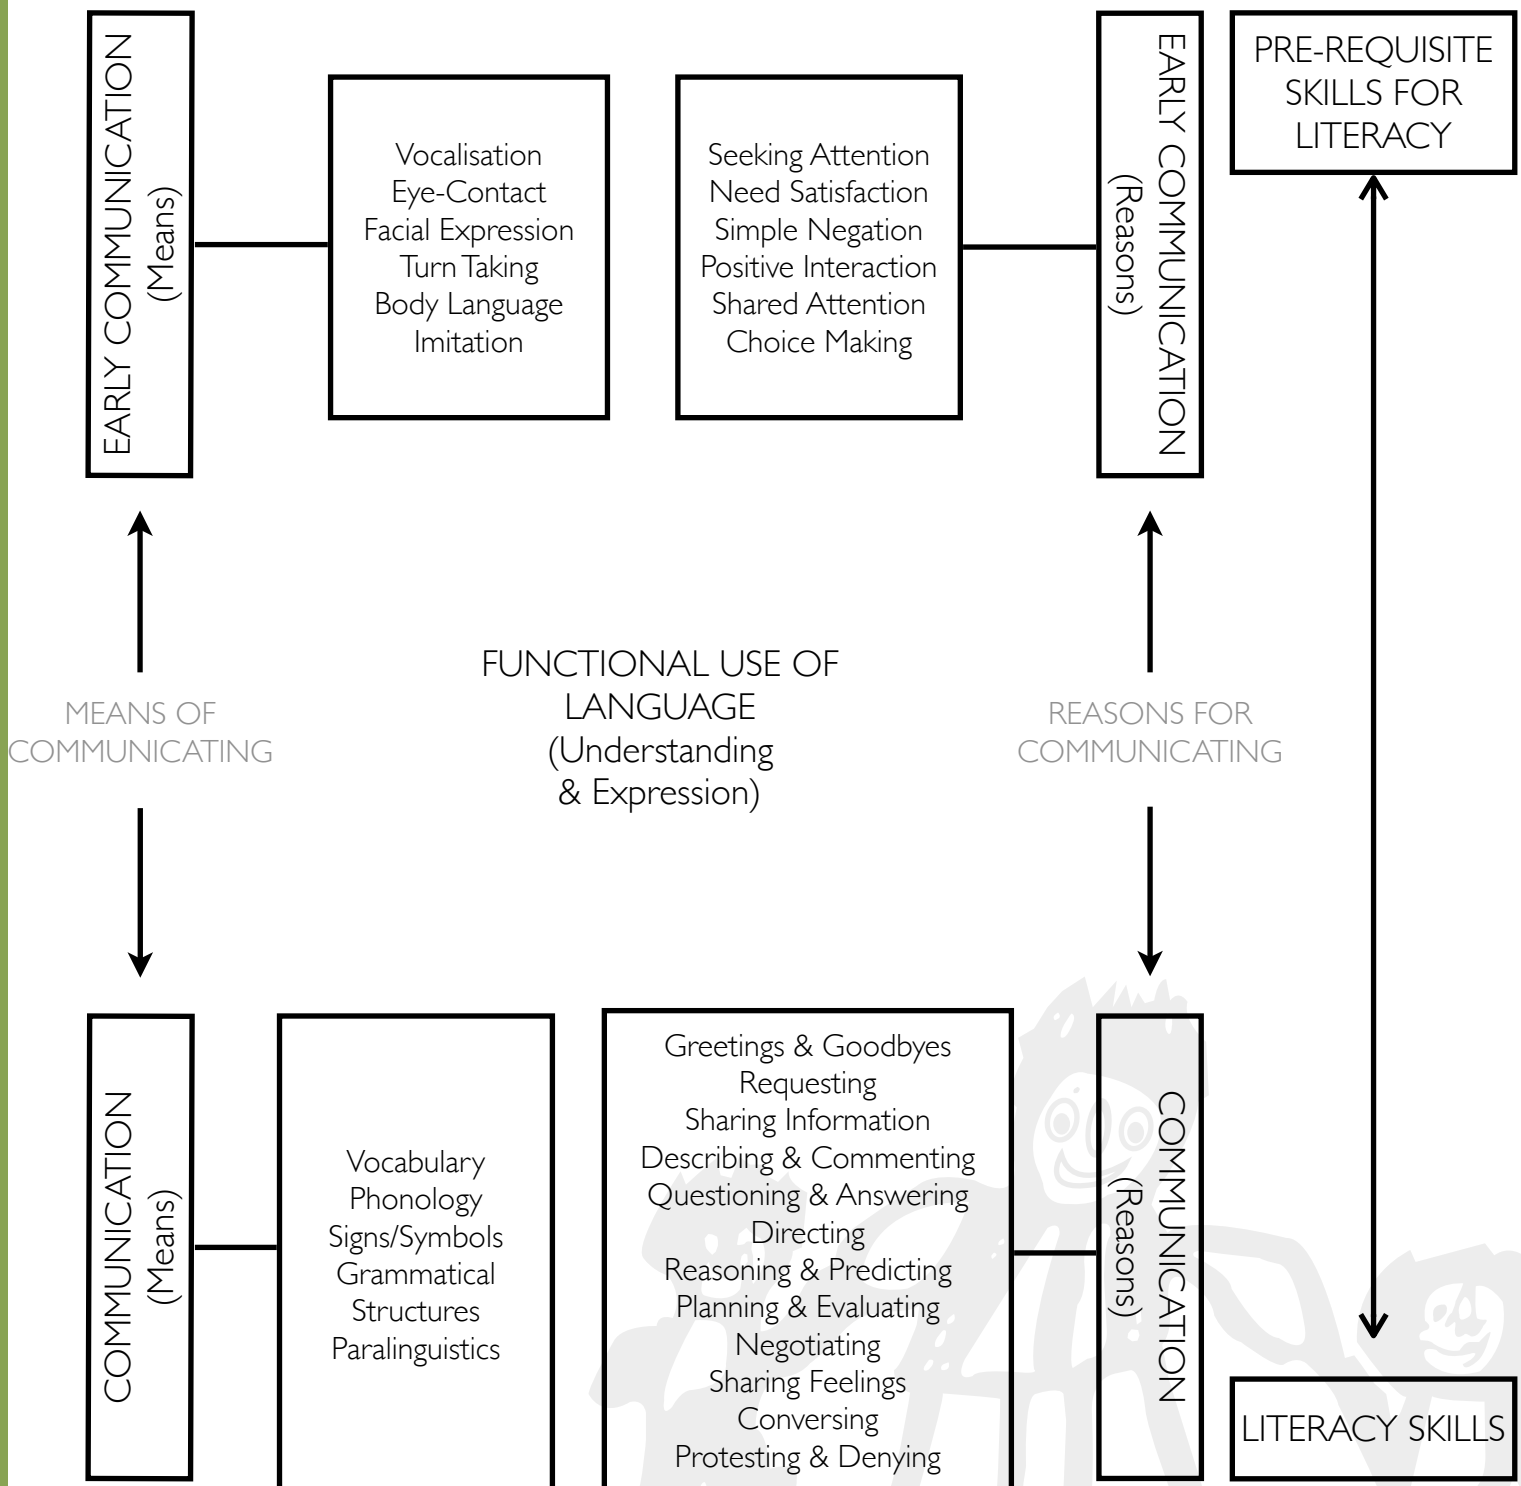 EARLY COMMUNICATION
(Means)
Vocalisation
Eye-Contact
Facial Expression
Turn Taking
Body Language
Imitation
Seeking Attention
Need Satisfaction
Simple Negation
Positive Interaction
Shared Attention
Choice Making
EARLY COMMUNICATION
(Reasons)
PRE-REQUISITE
SKILLS FOR
LITERACY
MEANS OF
COMMUNICATING
FUNCTIONAL USE OF
LANGUAGE
(Understanding
& Expression)
REASONS FOR
COMMUNICATING
COMMUNICATION
(Means)
Vocabulary
Phonology
Signs/Symbols
Grammatical
Structures
Paralinguistics
Greetings & Goodbyes
Requesting
Sharing Information
Describing & Commenting
Questioning & Answering
Directing
Reasoning & Predicting
Planning & Evaluating
Negotiating
Sharing Feelings
Conversing
Protesting & Denying
COMMUNICATION
(Reasons)
LITERACY SKILLS